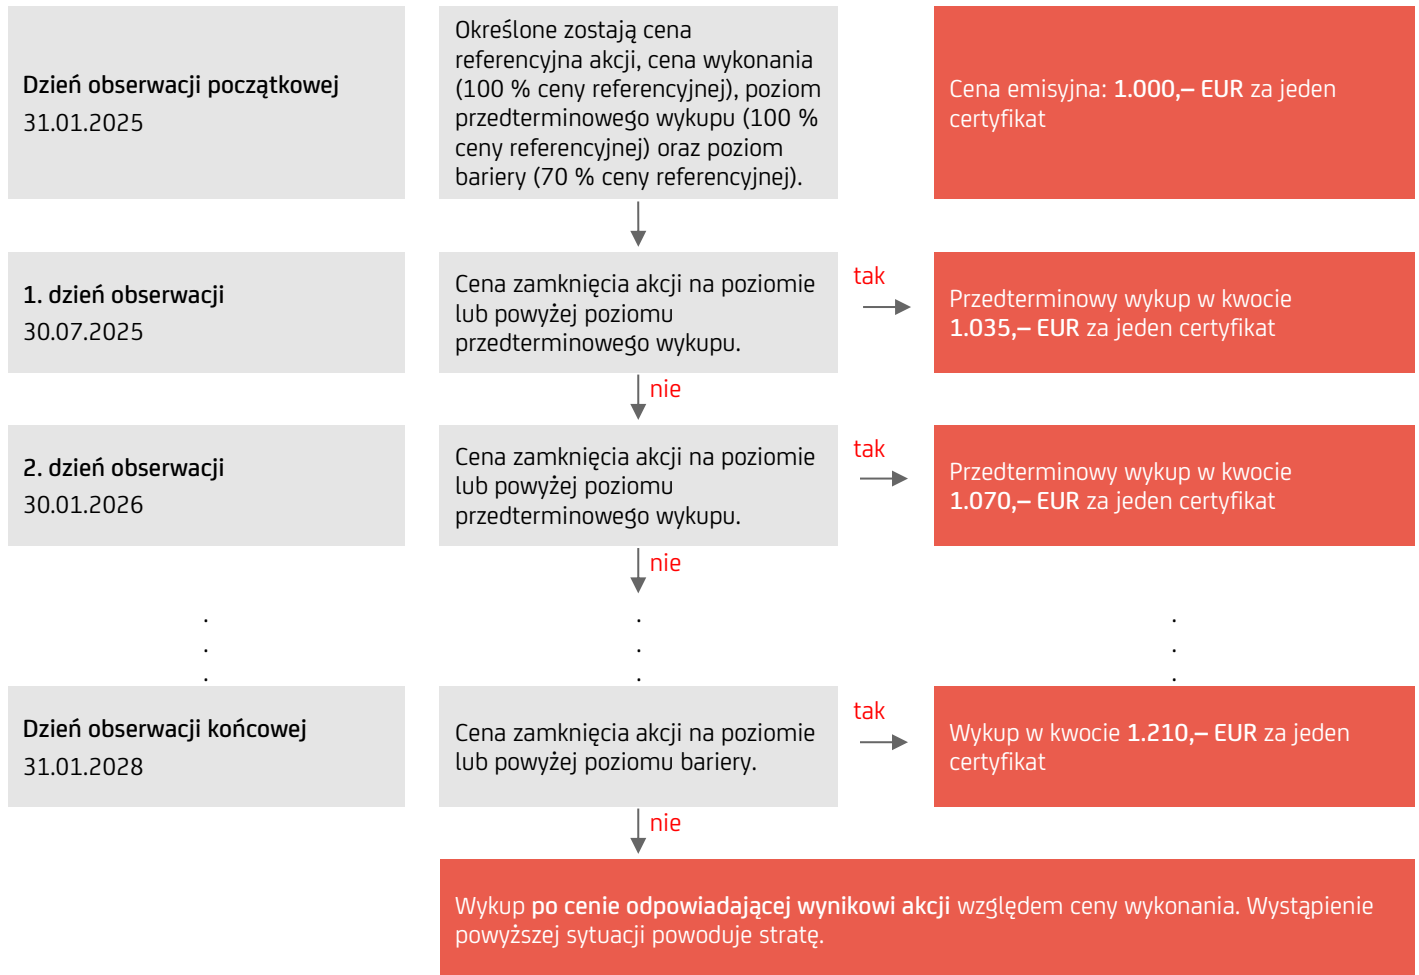 Dzień obserwacji początkowej
31.01.2025
Określone zostają cena
referencyjna akcji, cena wykonania
(100 % ceny referencyjnej), poziom
przedterminowego wykupu (100 %
ceny referencyjnej) oraz poziom
bariery (70 % ceny referencyjnej).
Cena emisyjna: 1.000,– EUR za jeden
certyfikat
1. dzień obserwacji
30.07.2025
Cena zamknięcia akcji na poziomie
lub powyżej poziomu
przedterminowego wykupu.
tak
Przedterminowy wykup w kwocie
1.035,– EUR za jeden certyfikat
nie
2. dzień obserwacji
30.01.2026
Cena zamknięcia akcji na poziomie
lub powyżej poziomu
przedterminowego wykupu.
tak
Przedterminowy wykup w kwocie
1.070,– EUR za jeden certyfikat
nie
. . .
. . .
. . .
Dzień obserwacji końcowej
31.01.2028
Cena zamknięcia akcji na poziomie
lub powyżej poziomu bariery.
tak
Wykup w kwocie 1.210,– EUR za jeden
certyfikat
nie
Wykup po cenie odpowiadającej wynikowi akcji względem ceny wykonania. Wystąpienie
powyższej sytuacji powoduje stratę.